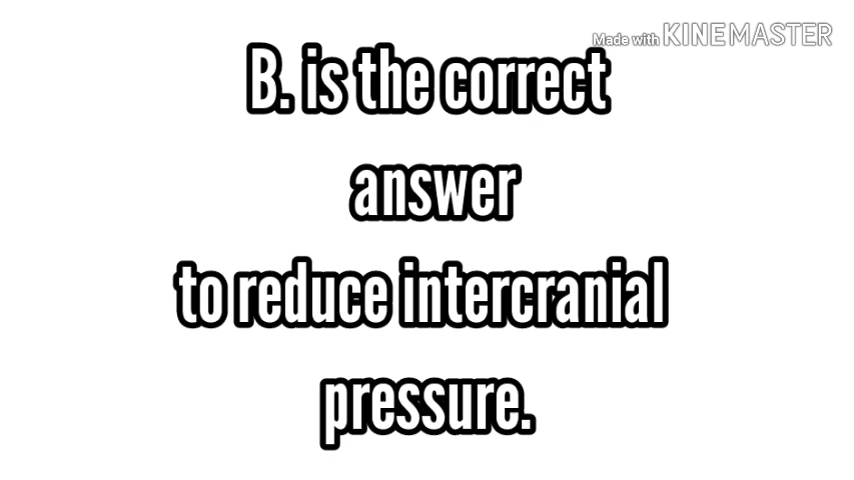 Made with KINEMASTER
B. is the correct
answer
to reduce intercranial
pressure.